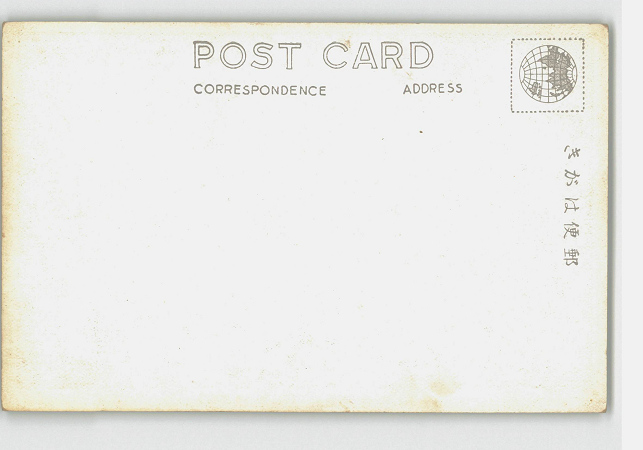 POST CARD
CORRESPONDENCE ADDRESS
郵便はがき